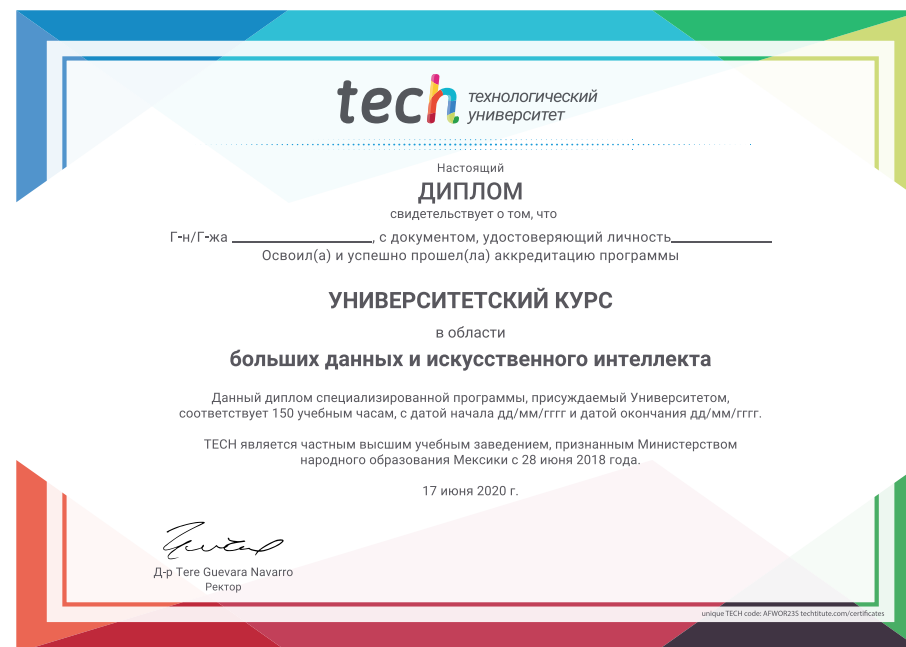 tech технологический
университет
Настоящий
ДИПЛОМ
свидетельствует о том, что
Г-н/Г-жа ____________________, с документом, удостоверяющий личность______________
Освоил(а) и успешно прошел(ла) аккредитацию программы
УНИВЕРСИТЕТСКИЙ КУРС
в области
больших данных и искусственного интеллекта
Данный диплом специализированной программы, присуждаемый Университетом,
соответствует 150 учебным часам, с датой начала дд/мм/гггг и датой окончания дд/мм/гггг.
TECH является частным высшим учебным заведением, признанным Министерством
народного образования Мексики с 28 июня 2018 года.
17 июня 2020 г.
Д-р Tere Guevara Navarro
Ректор
unique TECH code: AFWOR23S techtitute.com/certificates